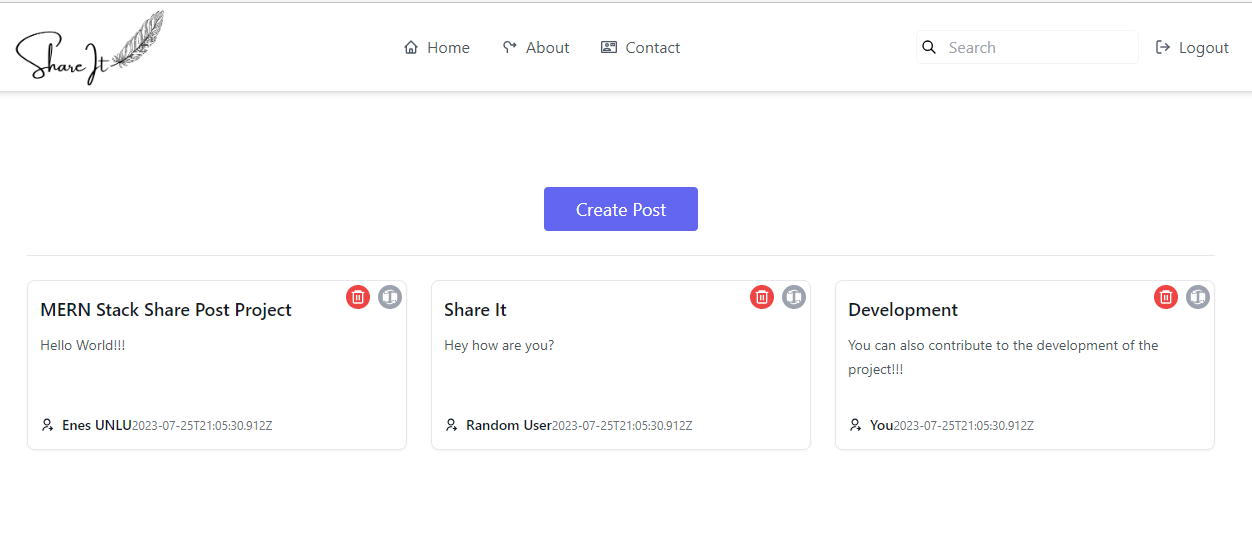 Share It
Home
About
Contact
Search
Logout
Create Post
MERN Stack Share Post Project
Hello World!!!
Enes UNLU2023-07-25T21:05:30.912Z
Share It
Hey how are you?
Random User2023-07-25T21:05:30.912Z
Development
You can also contribute to the development of the
project!!!
You2023-07-25T21:05:30.912Z